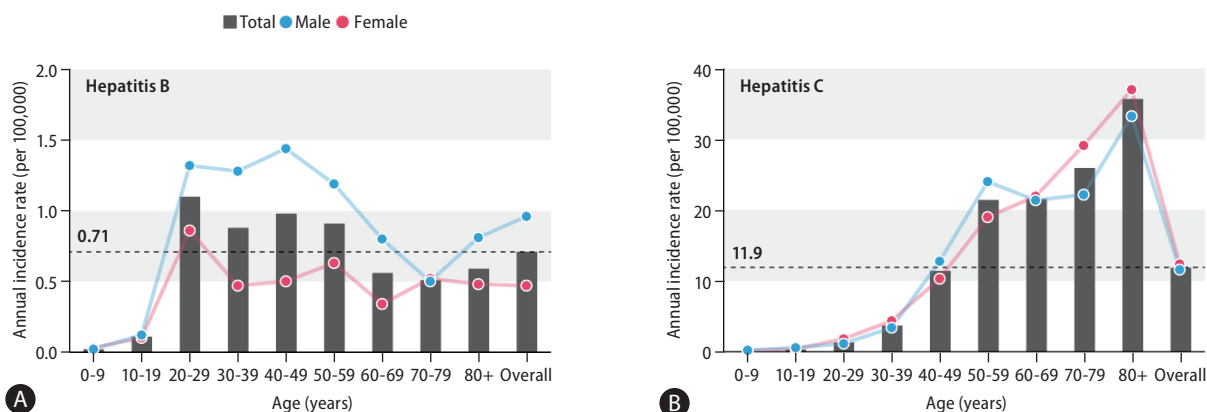 Total Male Female
Hepatitis B
Annual incidence rate (per 100,000)
2.0
1.5
1.0
0.71
0.5
0.0
0-9 10-19 20-29 30-39 40-49 50-59 60-69 70-79 80+ Overall
Age (years)
A
Hepatitis C
Annual incidence rate (per 100,000)
40
30
20
11.9
10
0
0-9 10-19 20-29 30-39 40-49 50-59 60-69 70-79 80+ Overall
Age (years)
B